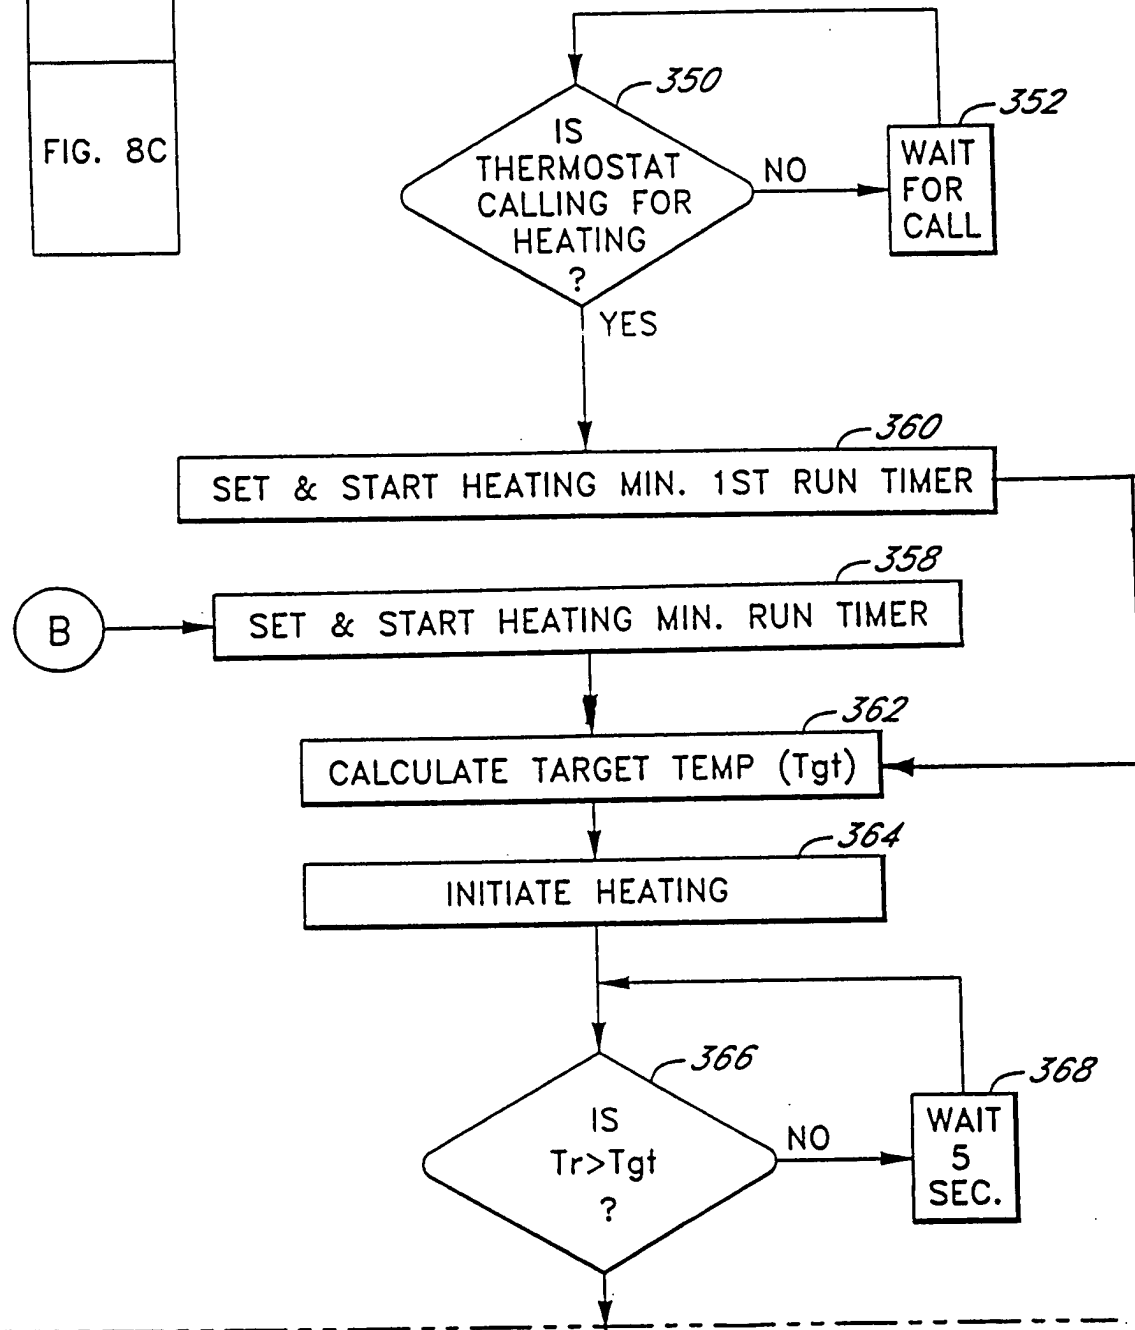 FIG. 8C
350
IS
THERMOSTAT
CALLING FOR
HEATING
?
NO
352
WAIT
FOR
CALL
YES
360
SET & START HEATING MIN. 1ST RUN TIMER
358
B
SET & START HEATING MIN. RUN TIMER
362
CALCULATE TARGET TEMP (Tgt)
364
INITIATE HEATING
366
IS
Tr>Tgt
?
NO
368
WAIT
5
SEC.